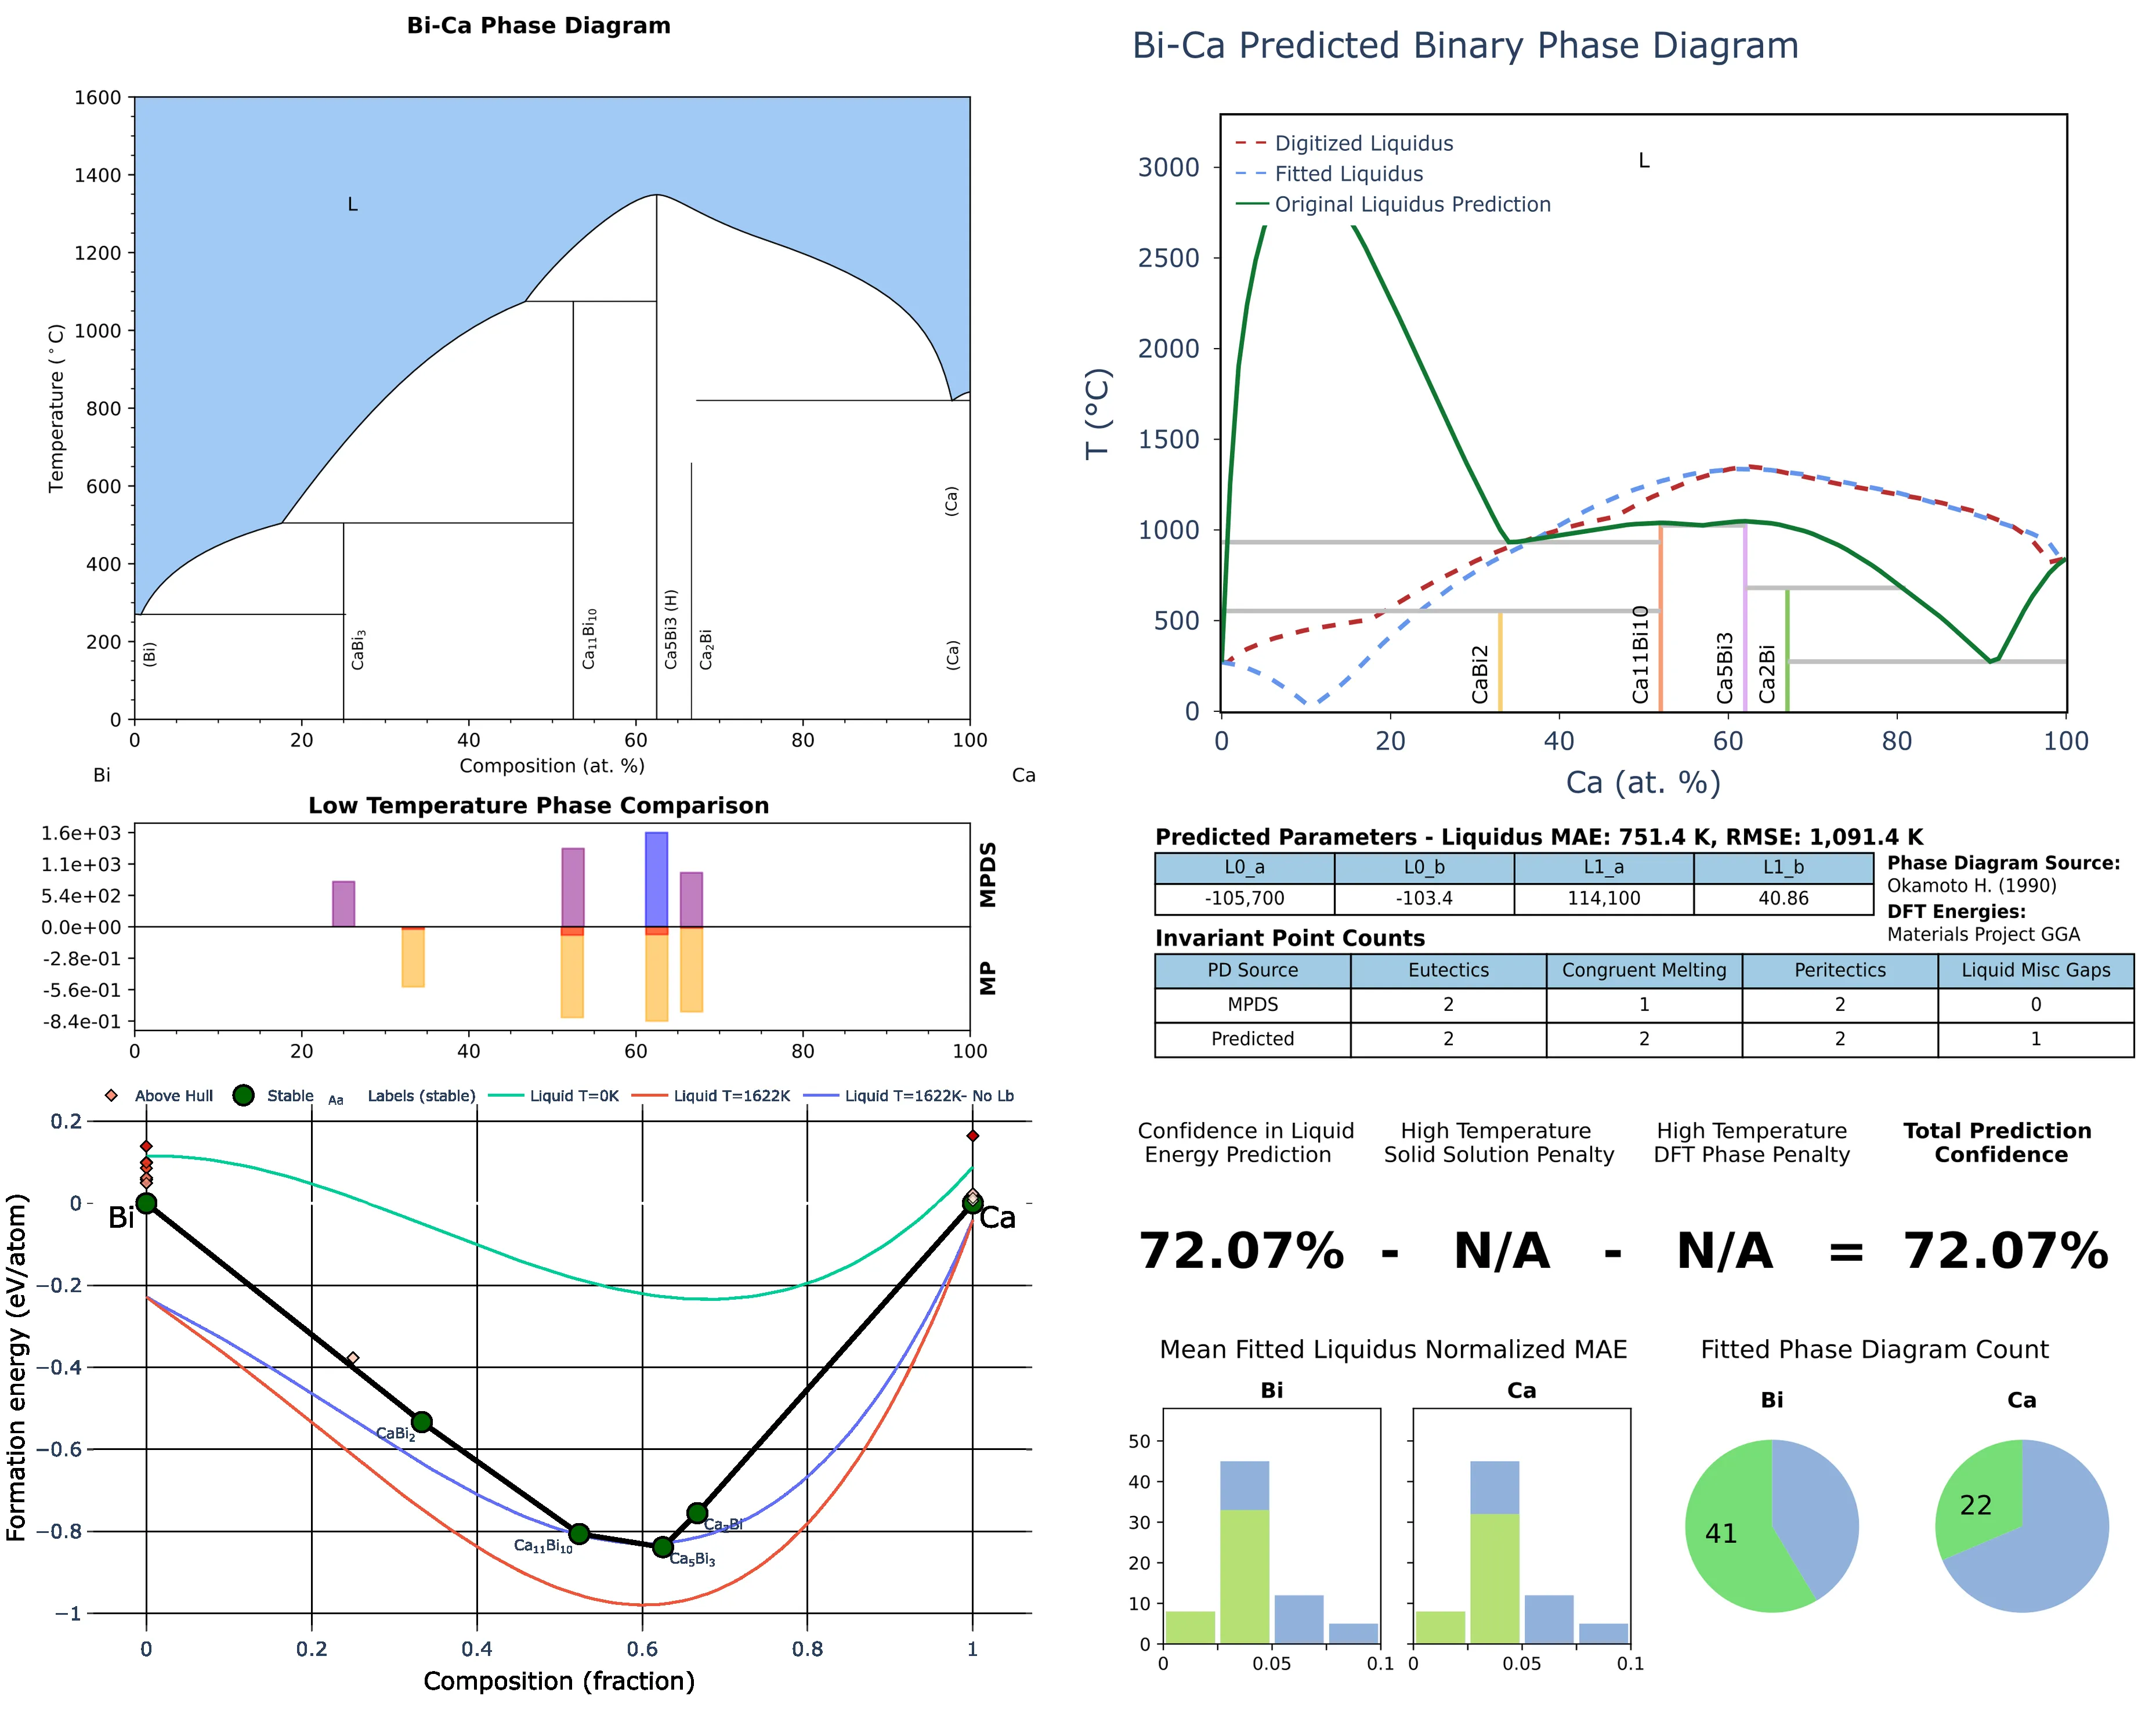 Bi-Ca Phase Diagram
1600
1400
1200
1000
800
600
400
200
0
Temperature (°C)
L
(Bi)
CaBi₃
Ca₁₁Bi₁₀
Ca5Bi3 (H)
Ca₂Bi
(Ca)
(Ca)
0 20 40 60 80 100
Composition (at. %)
Bi
Ca
Low Temperature Phase Comparison
1.6e+03
1.1e+03
5.4e+02
0.0e+00
-2.8e-01
-5.6e-01
-8.4e-01
MPDS
MP
0 20 40 60 80 100
Above Hull
Stable
Aa
Labels (stable)
Liquid T=0K
Liquid T=1622K
Liquid T=1622K- No Lb
0.2
0
−0.2
−0.4
−0.6
−0.8
−1
Formation energy (eV/atom)
Bi
Ca
CaBi₂
Ca₁₁Bi₁₀
Ca₅Bi₃
Ca₂Bi
0 0.2 0.4 0.6 0.8 1
Composition (fraction)
Bi-Ca Predicted Binary Phase Diagram
Digitized Liquidus
Fitted Liquidus
Original Liquidus Prediction
L
3000
2500
2000
1500
1000
500
0
T (°C)
CaBi2
Ca11Bi10
Ca5Bi3
Ca2Bi
0 20 40 60 80 100
Ca (at. %)
Predicted Parameters - Liquidus MAE: 751.4 K, RMSE: 1,091.4 K
L0_a L0_b L1_a L1_b
-105,700 -103.4 114,100 40.86
Phase Diagram Source:
Okamoto H. (1990)
DFT Energies:
Materials Project GGA
Invariant Point Counts
PD Source Eutectics Congruent Melting Peritectics Liquid Misc Gaps
MPDS 2 1 2 0
Predicted 2 2 2 1
Confidence in Liquid
Energy Prediction
High Temperature
Solid Solution Penalty
High Temperature
DFT Phase Penalty
Total Prediction
Confidence
72.07% - N/A - N/A = 72.07%
Mean Fitted Liquidus Normalized MAE
Bi
Ca
50
40
30
20
10
0
0 0.05 0.1
0 0.05 0.1
Fitted Phase Diagram Count
Bi
Ca
41
22